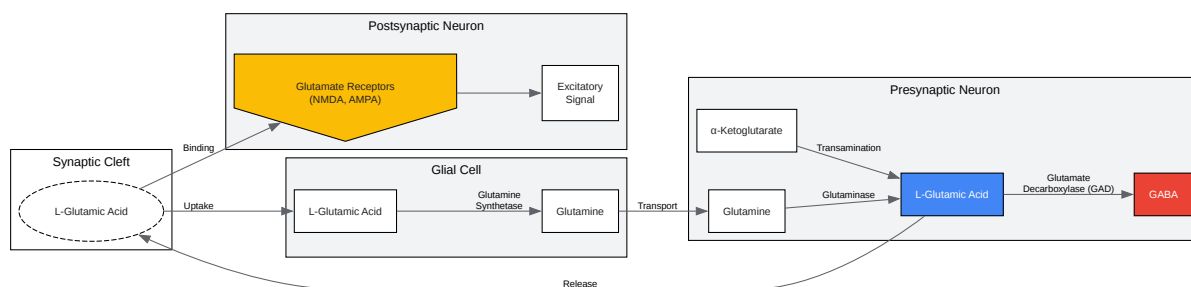 Postsynaptic Neuron
Glutamate Receptors
(NMDA, AMPA)
Excitatory
Signal
Presynaptic Neuron
α-Ketoglutarate
Transamination
Binding
Synaptic Cleft
L-Glutamic Acid
Uptake
Glial Cell
L-Glutamic Acid
Glutamine
Synthetase
Glutamine
Transport
Glutamine
Glutaminase
L-Glutamic Acid
Glutamate
Decarboxylase (GAD)
GABA
Release